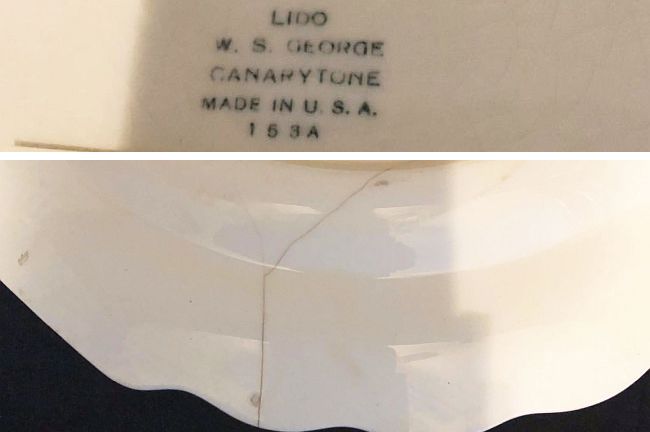 LIDO
W. S. GEORGE
CANARYTONE
MADE IN U. S. A.
153A